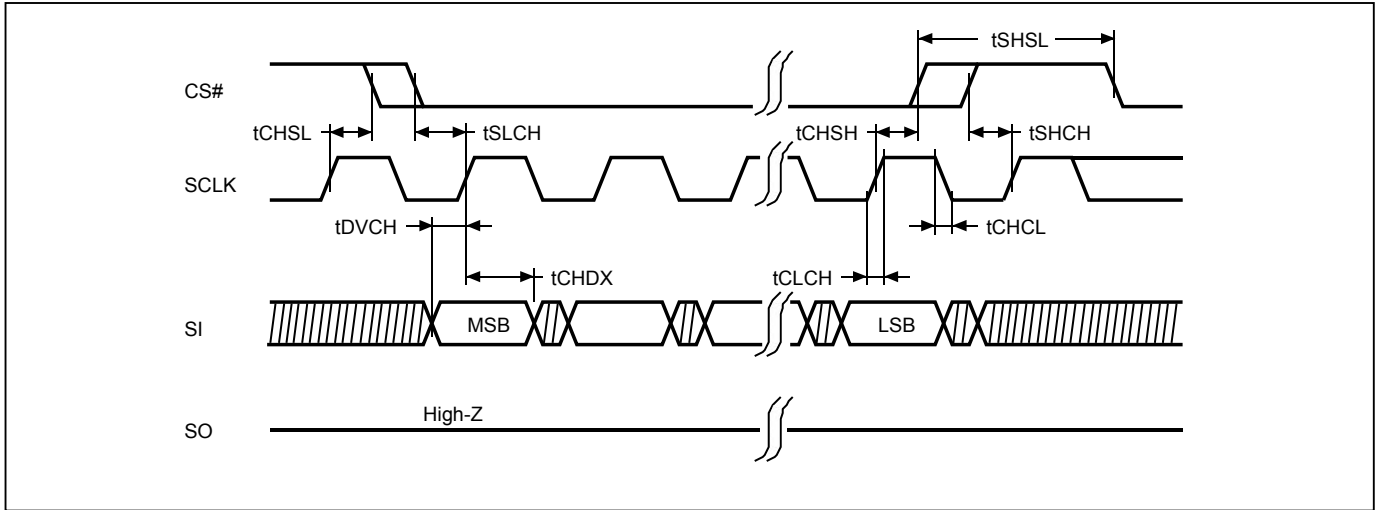 tSHSL
CS#
tCHSL
tSLCH
tCHSH
tSHCH
SCLK
tDVCH
tCHCL
tCHDX
tCLCH
SI
MSB
LSB
High-Z
SO